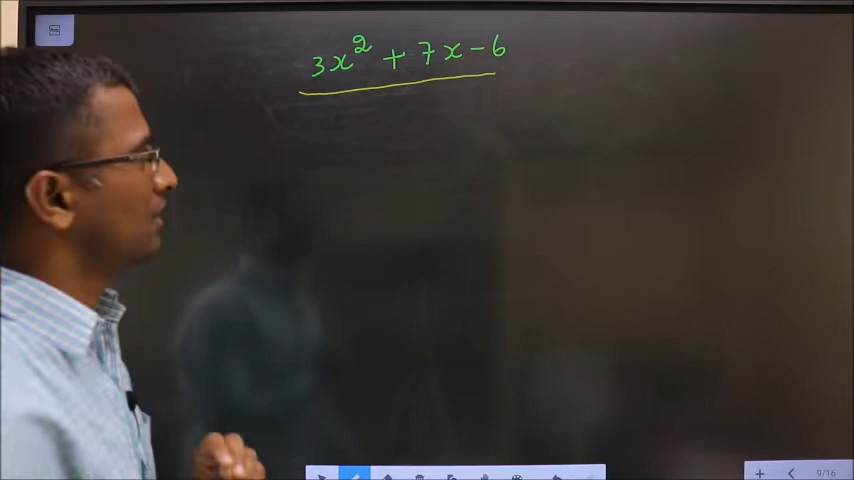 3x² + 7x - 6
9/16